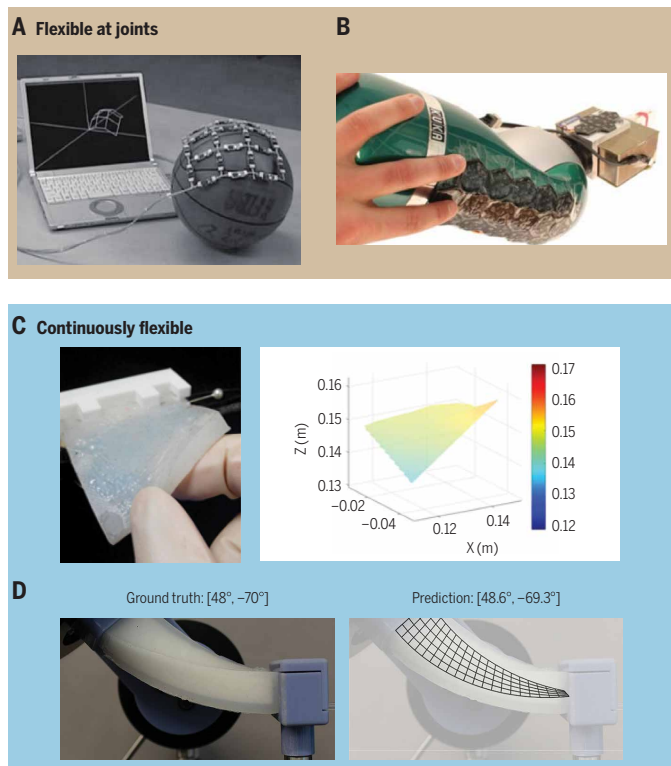 A Flexible at joints
B
KUKA
C Continuously flexible
0.16
0.15
0.14
0.13
Z (m)
−0.02
−0.04
0.12
0.14
X (m)
0.17
0.16
0.15
0.14
0.13
0.12
D
Ground truth: [48°, −70°]
Prediction: [48.6°, −69.3°]